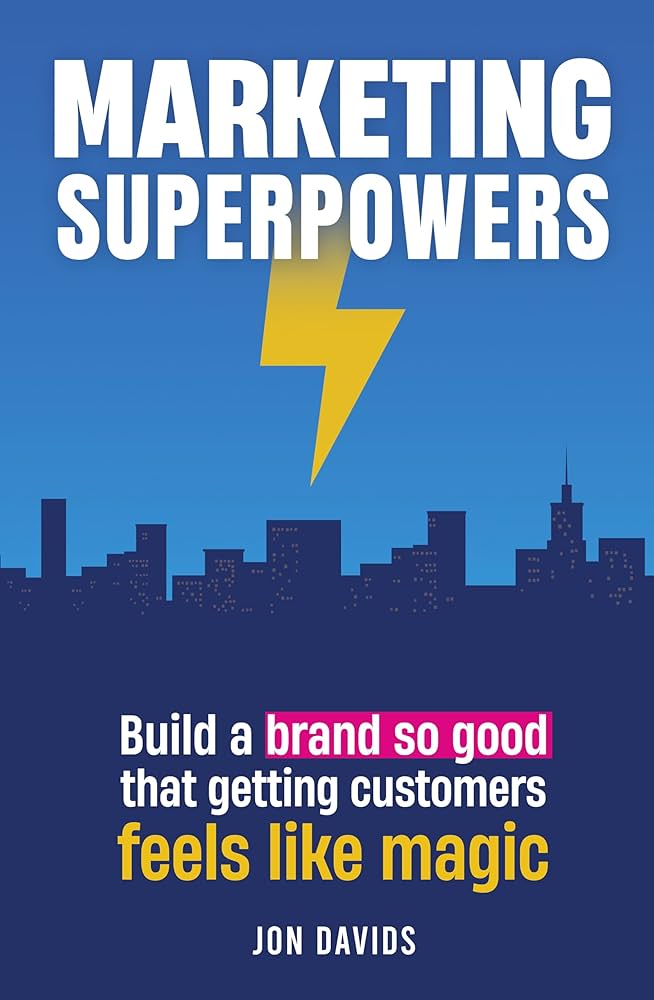 MARKETING
SUPERPOWERS
Build a brand so good
that getting customers
feels like magic
JON DAVIDS